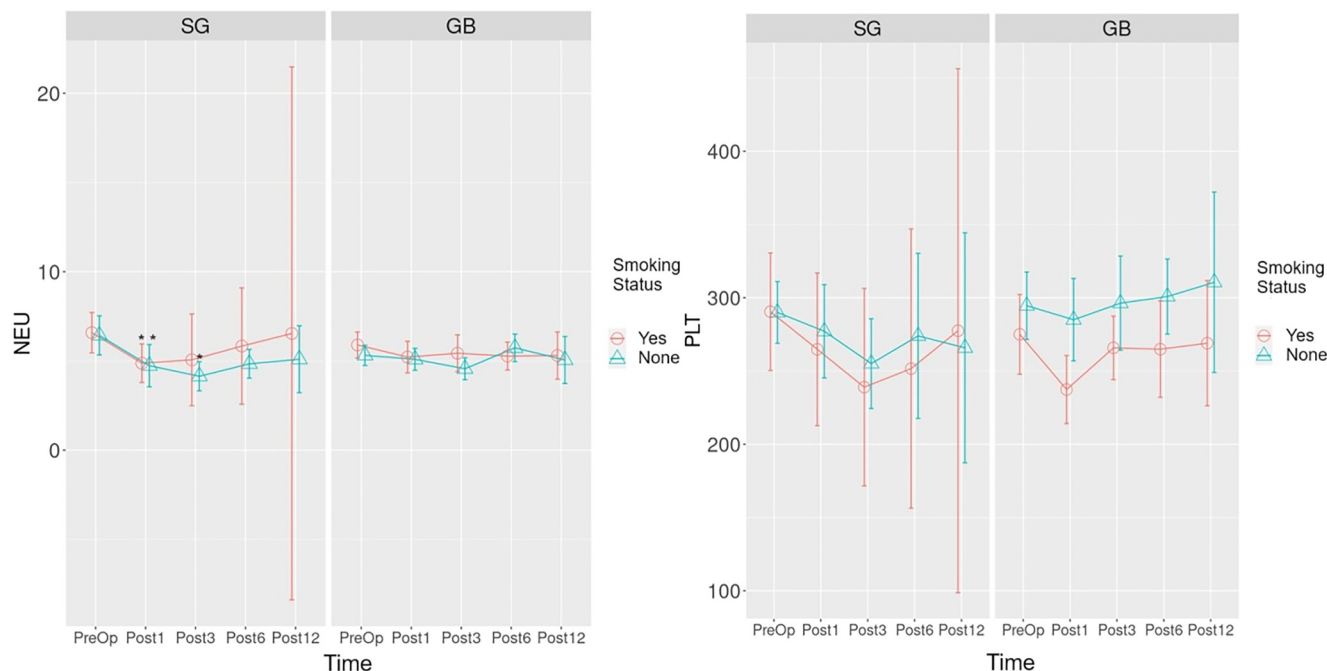 SG GB
NEU
20
10
0
* *
*
PreOp Post1 Post3 Post6 Post12 PreOp Post1 Post3 Post6 Post12
Time
Smoking
Status
Yes
None
SG GB
PLT
400
300
200
100
PreOp Post1 Post3 Post6 Post12 PreOp Post1 Post3 Post6 Post12
Time
Smoking
Status
Yes
None